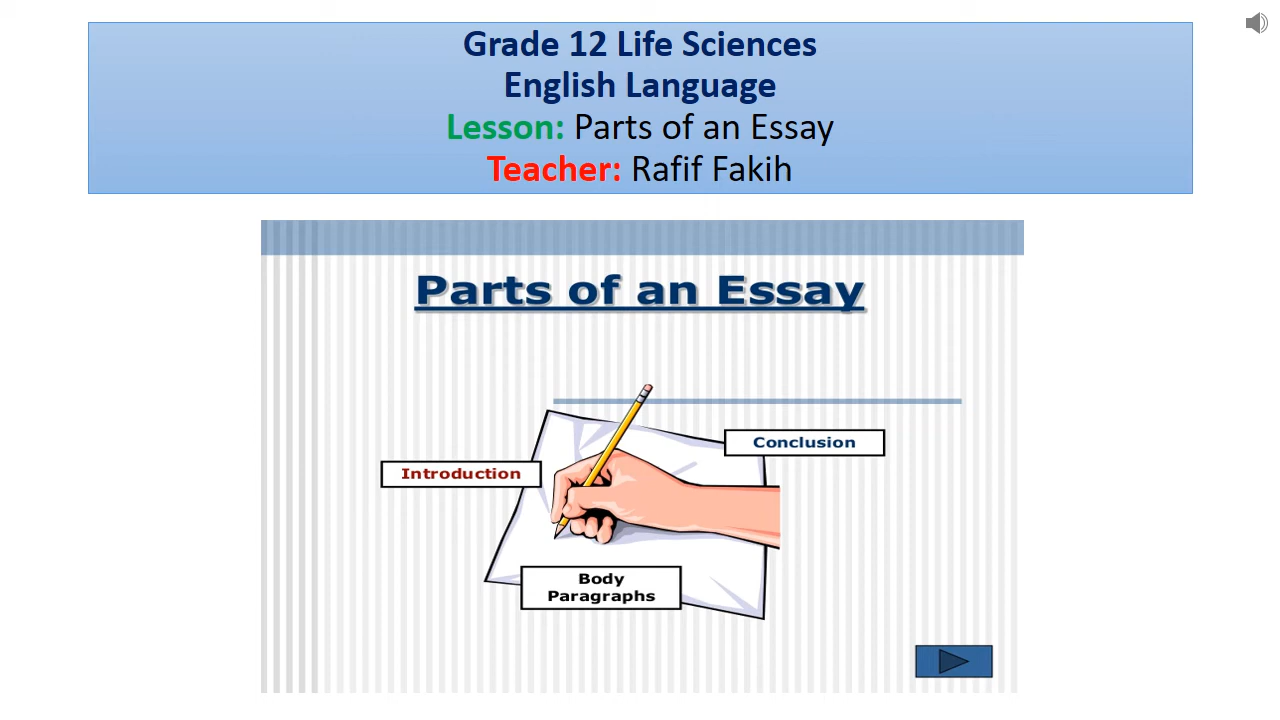 Grade 12 Life Sciences
English Language
Lesson: Parts of an Essay
Teacher: Rafif Fakih
Parts of an Essay
Conclusion
Introduction
Body
Paragraphs